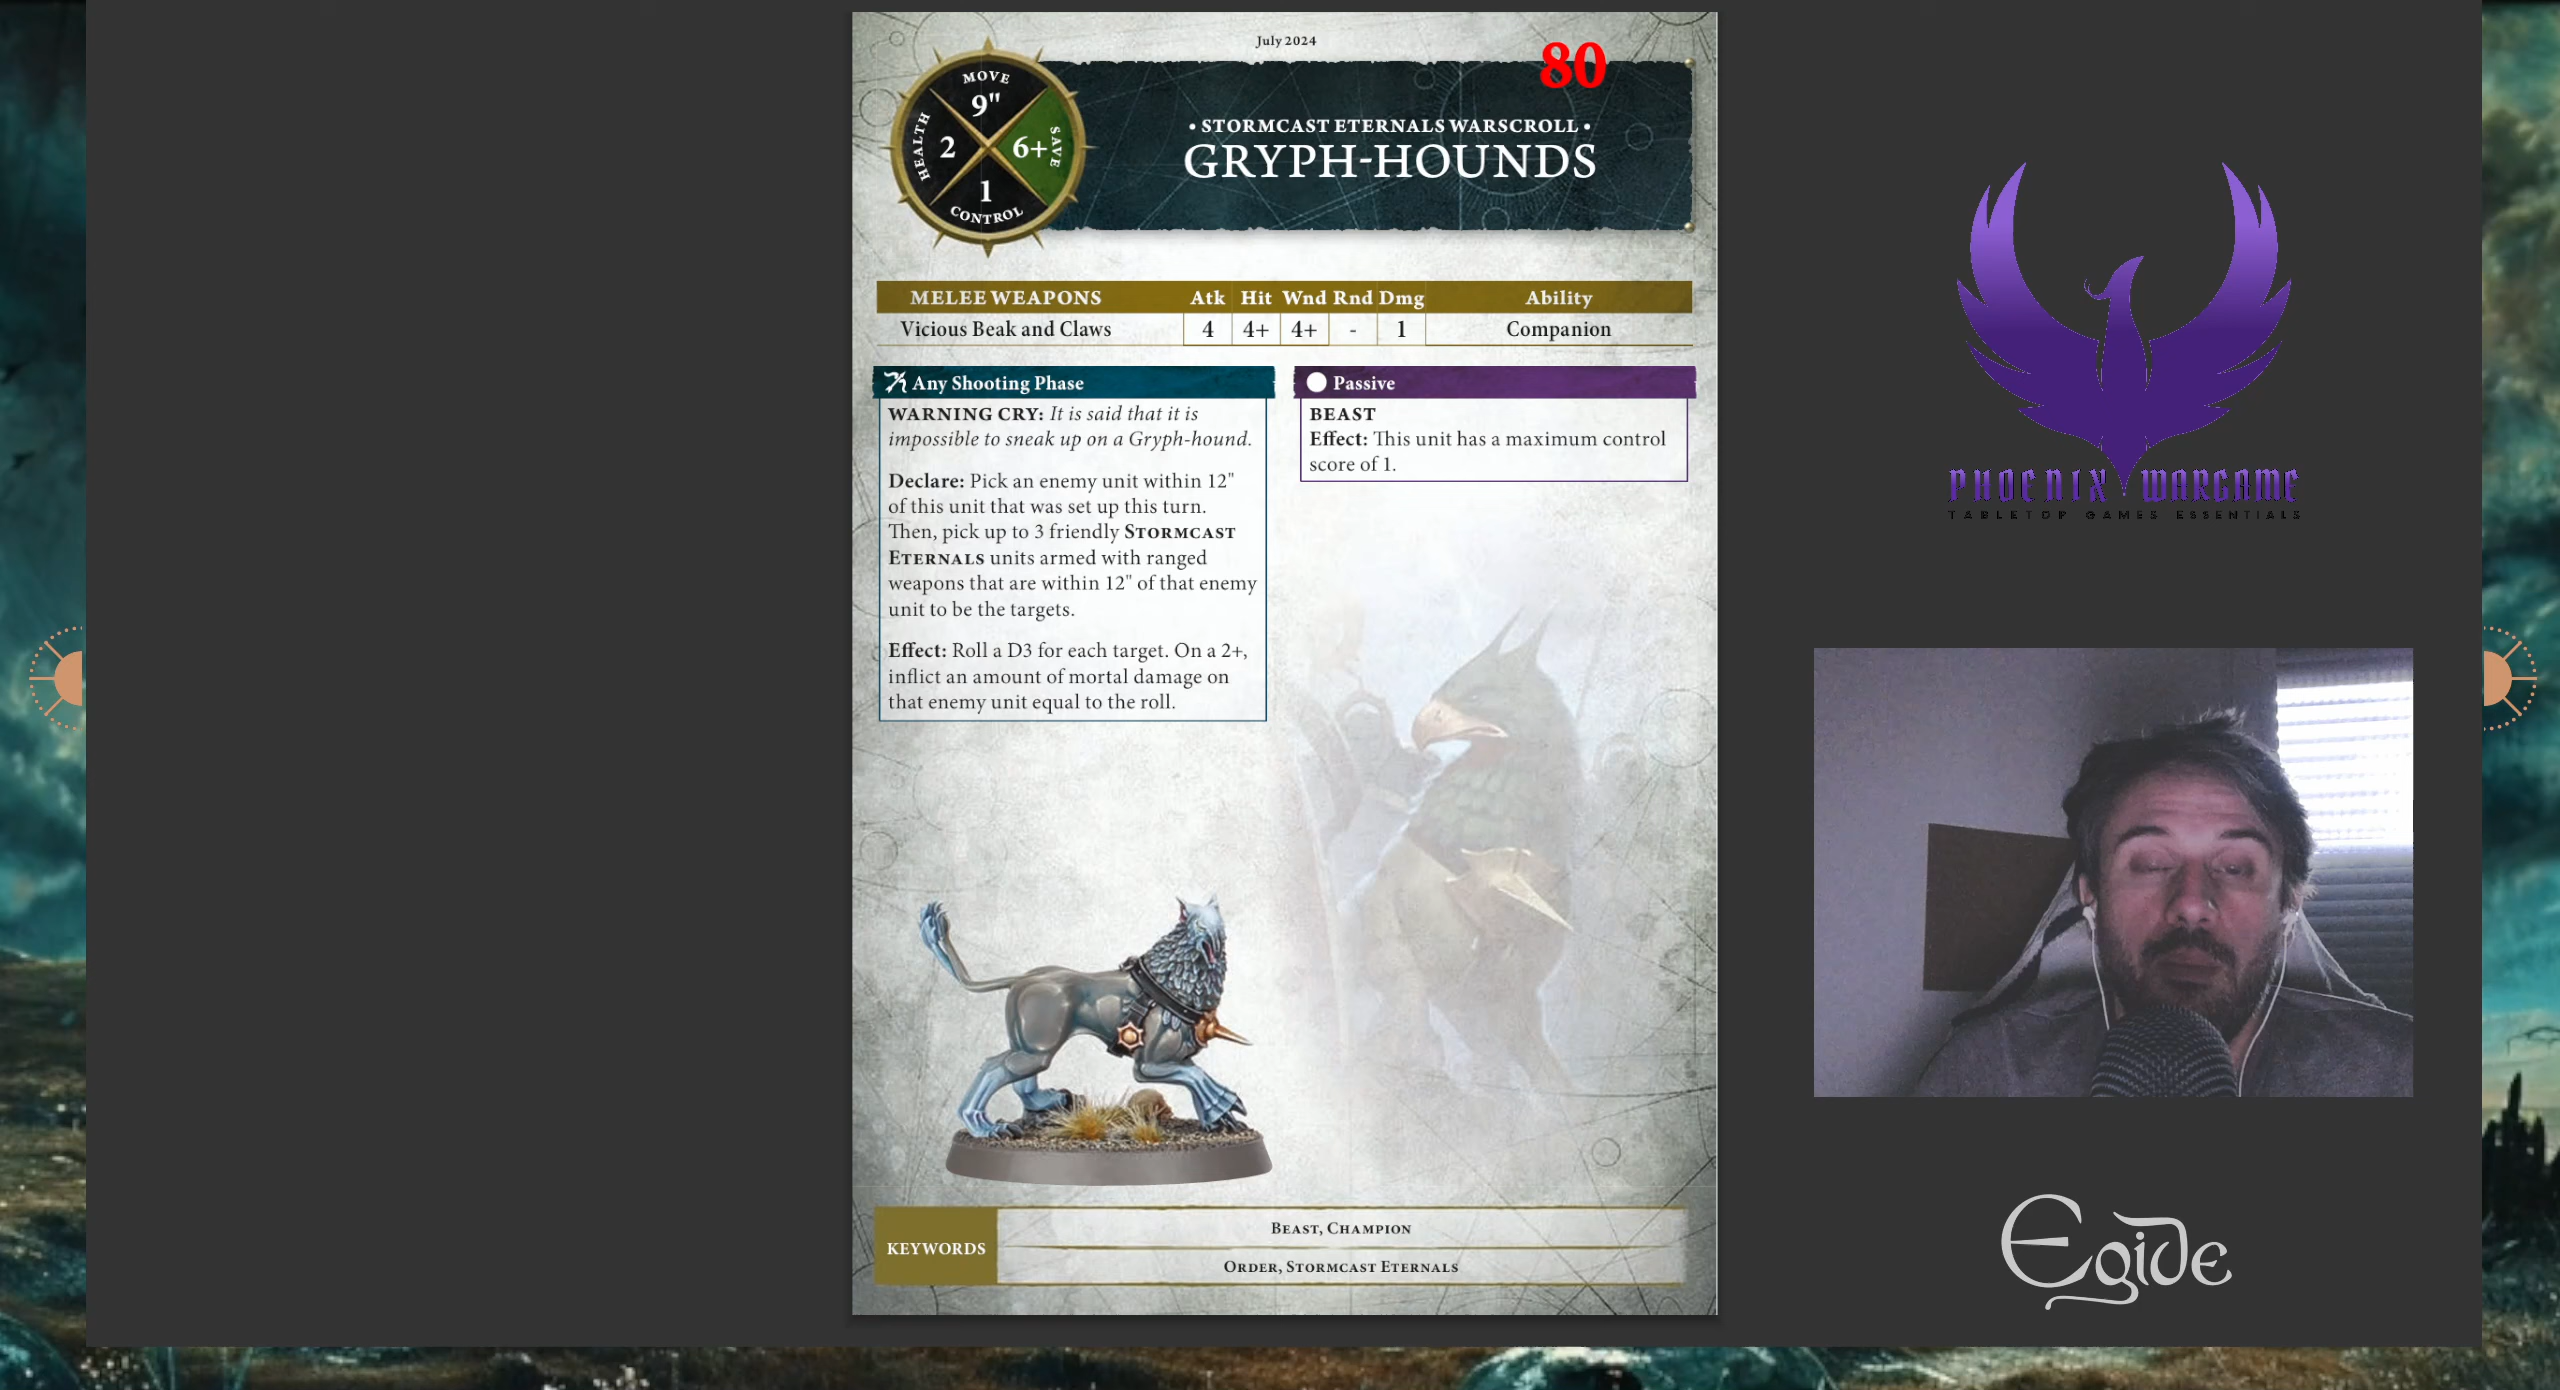 July 2024
80
MOVE
9"
HEALTH
2
6+
SAVE
1
CONTROL
• STORMCAST ETERNALS WARSCROLL •
GRYPH-HOUNDS
MELEE WEAPONS Atk Hit Wnd Rnd Dmg Ability
Vicious Beak and Claws 4 4+ 4+ - 1 Companion
Any Shooting Phase
WARNING CRY: It is said that it is
impossible to sneak up on a Gryph-hound.
Declare: Pick an enemy unit within 12"
of this unit that was set up this turn.
Then, pick up to 3 friendly STORMCAST
ETERNALS units armed with ranged
weapons that are within 12" of that enemy
unit to be the targets.
Effect: Roll a D3 for each target. On a 2+,
inflict an amount of mortal damage on
that enemy unit equal to the roll.
Passive
BEAST
Effect: This unit has a maximum control
score of 1.
KEYWORDS
BEAST, CHAMPION
ORDER, STORMCAST ETERNALS
PHOENIX WARGAME
TABLETOP GAMES ESSENTIALS
Egide